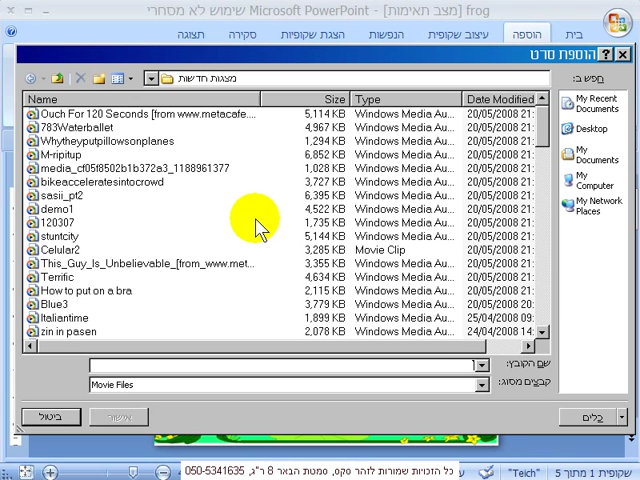 frog [מצב תאימות] - Microsoft PowerPoint שימוש לא מסחרי
בית הוספה עיצוב שקופית הנפשות הצגת שקופיות סקירה תצוגה
הוספת סרט
חפש ב: מצגות חדשות
Name Size Type Date Modified
Ouch For 120 Seconds [from www.metacafe.... 5,114 KB Windows Media Au... 20/05/2008 21:
783Waterballet 4,967 KB Windows Media Au... 20/05/2008 21:
Whytheyputpillowsonplanes 1,294 KB Windows Media Au... 20/05/2008 21:
M-ripitup 6,852 KB Windows Media Au... 20/05/2008 21:
media_cf05f8502b1b372a3_1188961377 1,028 KB Windows Media Au... 20/05/2008 21:
bikeacceleratesintocrowd 3,727 KB Windows Media Au... 20/05/2008 21:
sasii_pt2 6,395 KB Windows Media Au... 20/05/2008 21:
demo1 4,522 KB Windows Media Au... 20/05/2008 21:
120307 1,735 KB Windows Media Au... 20/05/2008 21:
stuntcity 5,144 KB Windows Media Au... 20/05/2008 21:
Celular2 3,285 KB Movie Clip 20/05/2008 21:
This_Guy_Is_Unbelievable_[from_www.met... 3,355 KB Windows Media Au... 20/05/2008 21:
Terrific 4,634 KB Windows Media Au... 20/05/2008 21:
How to put on a bra 2,115 KB Windows Media Au... 20/05/2008 21:
Blue3 3,779 KB Windows Media Au... 20/05/2008 20:
Italiantime 1,899 KB Windows Media Au... 25/04/2008 09:
zin in pasen 2,078 KB Windows Media Au... 24/04/2008 14:
My Recent
Documents
Desktop
My
Documents
My
Computer
My Network
Places
שם הקובץ:
קבצים מסוג: Movie Files
כלים אישור ביטול
שקופית 1 מתוך 5 "Teich" כל הזכויות שמורות לזהר סקס, סמטת הבאר 8 ר"ג, 050-5341635